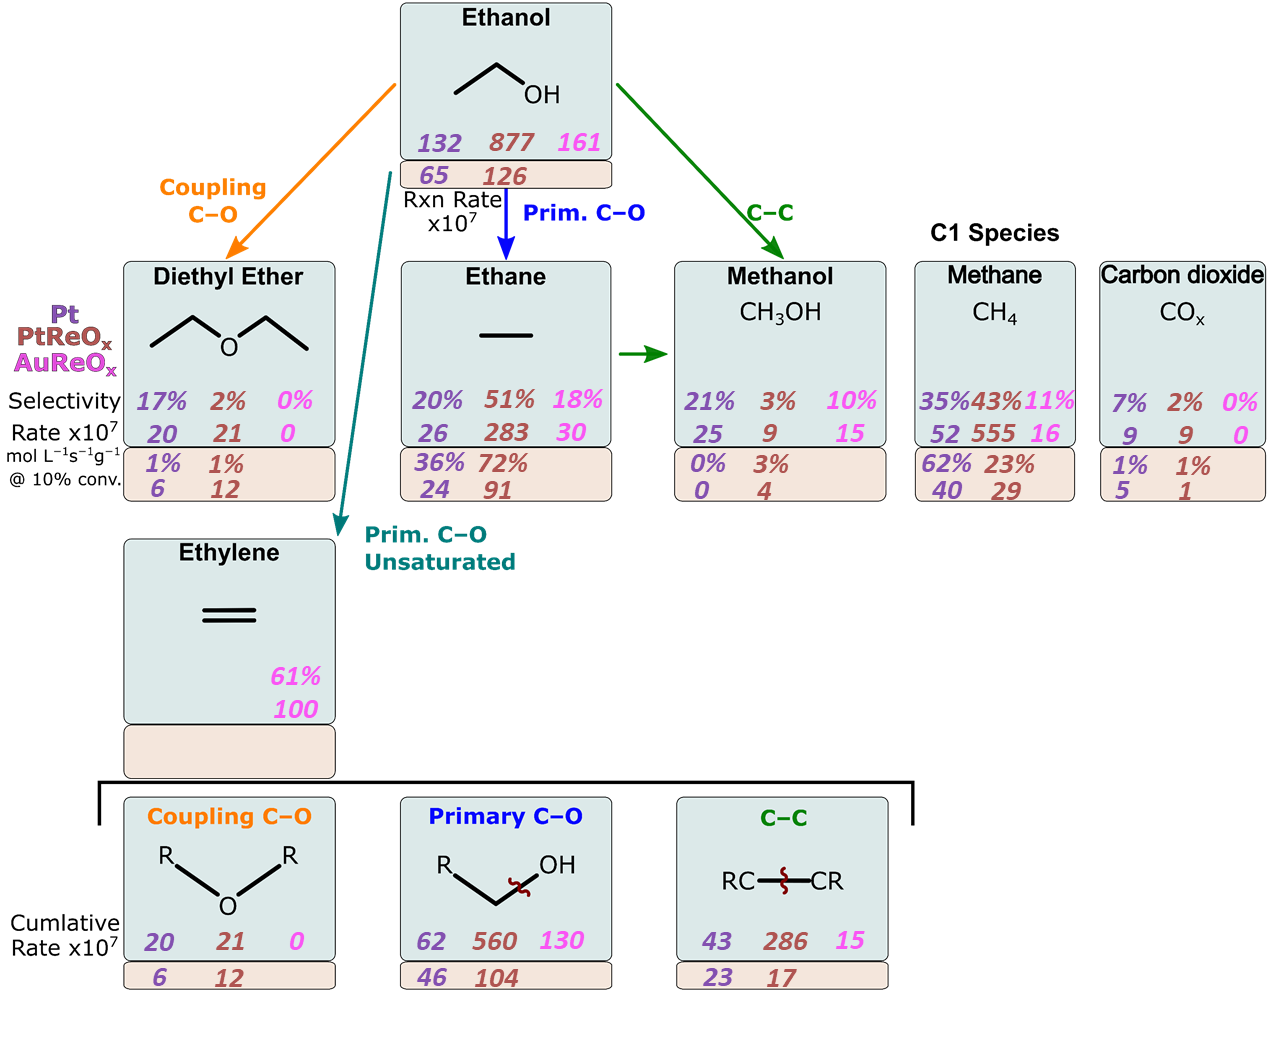 Ethanol
OH
132 877 161
65 126
Rxn Rate
x10⁷
Coupling
C–O
Prim. C–O
C–C
C1 Species
Diethyl Ether
Ethane
Methanol
Methane
Carbon dioxide
O
CH₃OH
CH₄
COₓ
Pt
PtReOₓ
AuReOₓ
Selectivity
17% 2% 0%
20% 51% 18%
21% 3% 10%
35% 43% 11%
7% 2% 0%
Rate x10⁷
20 21 0
26 283 30
25 9 15
52 555 16
9 9 0
mol L⁻¹s⁻¹g⁻¹
@ 10% conv.
1% 1%
36% 72%
0% 3%
62% 23%
1% 1%
6 12
24 91
0 4
40 29
5 1
Prim. C–O
Unsaturated
Ethylene
61%
100
Coupling C–O
Primary C–O
C–C
R R
O
R OH
RC CR
Cumlative
Rate x10⁷
20 21 0
62 560 130
43 286 15
6 12
46 104
23 17